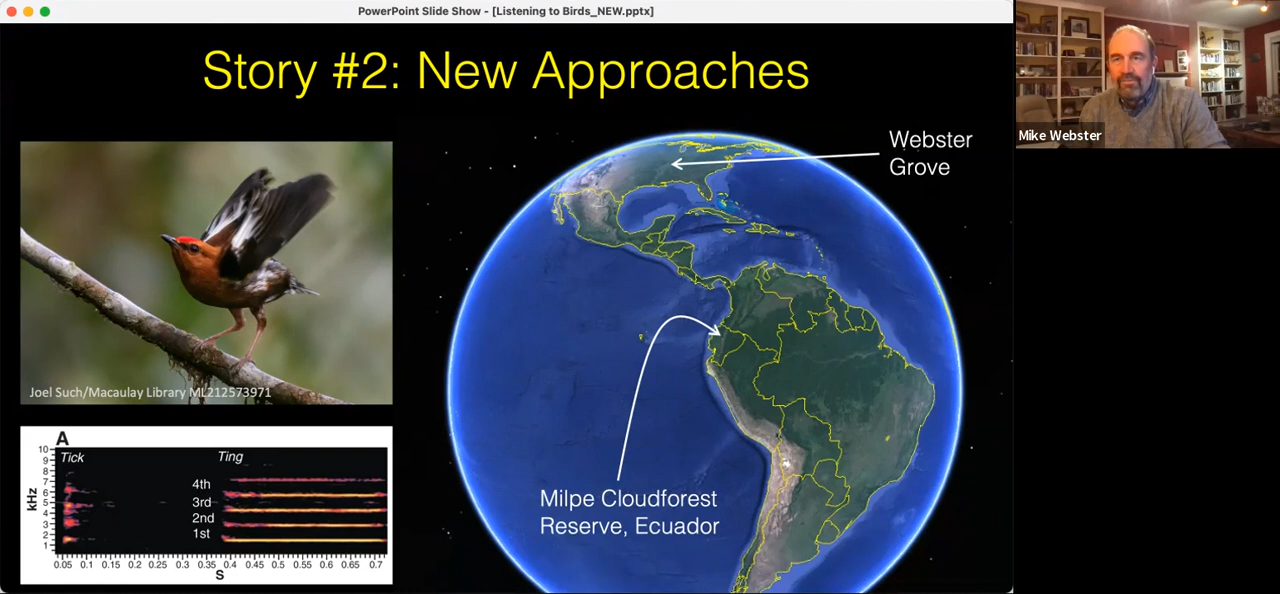 PowerPoint Slide Show - [Listening to Birds_NEW.pptx]
Story #2: New Approaches
Webster
Grove
Mike Webster
Joel Such/Macaulay Library ML212573971
Milpe Cloudforest
Reserve, Ecuador
A
Tick
Ting
kHz
10
9
8
7
6
5
4
3
2
1
4th
3rd
2nd
1st
0.05 0.1 0.15 0.2 0.25 0.3 0.35 0.4 0.45 0.5 0.55 0.6 0.65 0.7
S